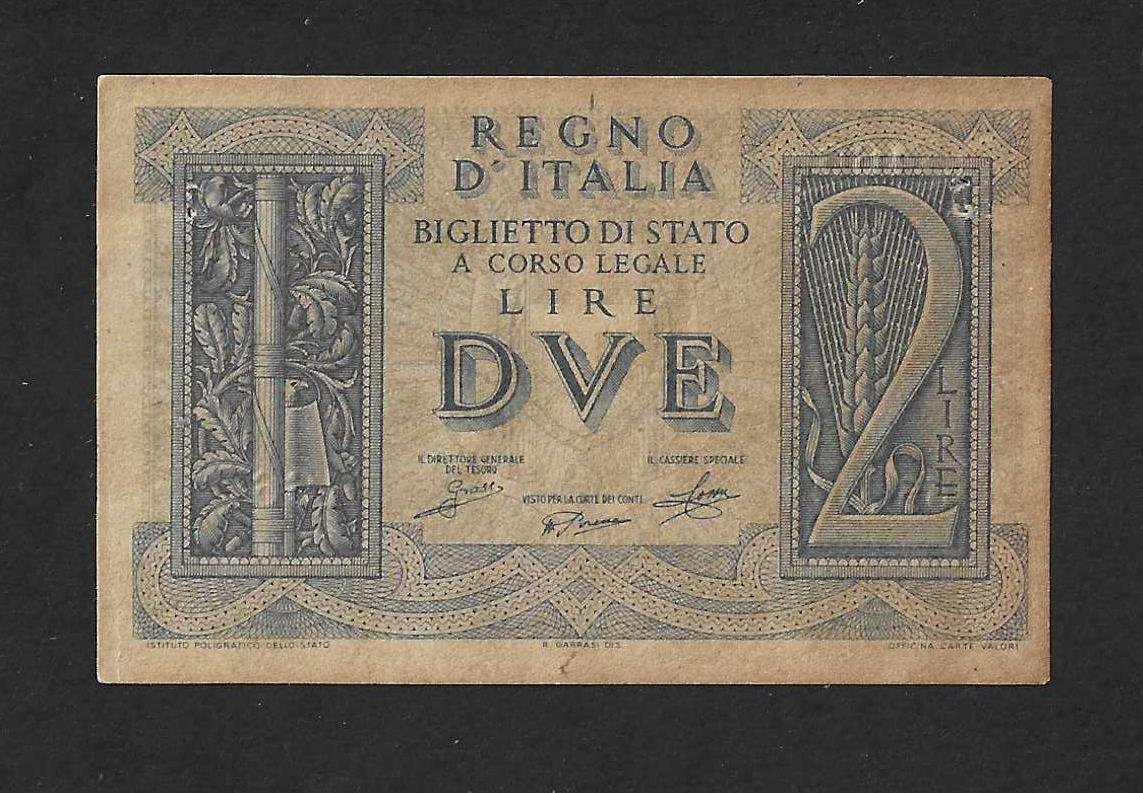 REGNO
D'ITALIA
BIGLIETTO DI STATO
A CORSO LEGALE
LIRE
DVE
2
LIRE
IL DIRETTORE GENERALE
DEL TESORO
IL CASSIERE SPECIALE
Grassi
VISTO PER LA CORTE DEI CONTI
ISTITUTO POLIGRAFICO DELLO STATO
R. GARRASI DIS.
OFFICINA CARTE VALORI